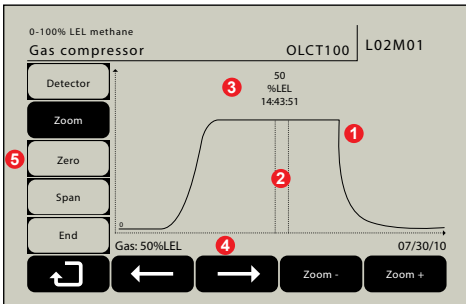 0-100% LEL methane
Gas compressor
OLCT100
L02M01
Detector
Zoom
Zero
Span
End
50
%LEL
14:43:51
3
1
5
2
0
Gas: 50%LEL
4
07/30/10
Zoom -
Zoom +